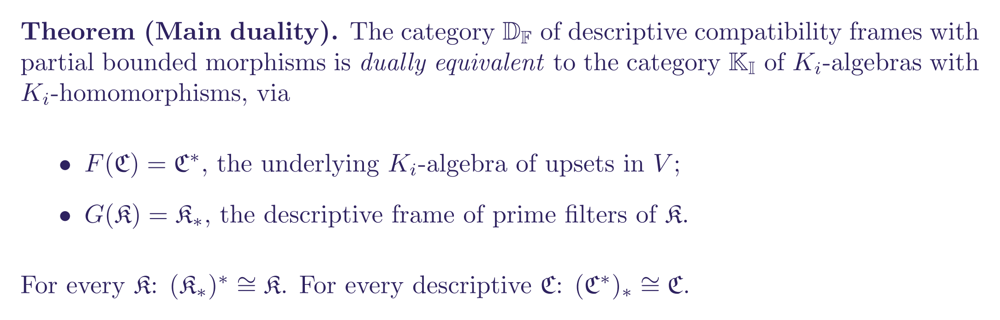 Theorem (Main duality). The category 𝔻_𝔽 of descriptive compatibility frames with
partial bounded morphisms is dually equivalent to the category 𝕂_𝕀 of K_i-algebras with
K_i-homomorphisms, via
• F(ℭ) = ℭ*, the underlying K_i-algebra of upsets in V;
• G(𝔎) = 𝔎_*, the descriptive frame of prime filters of 𝔎.
For every 𝔎: (𝔎_*)* ≅ 𝔎. For every descriptive ℭ: (ℭ*)_* ≅ ℭ.